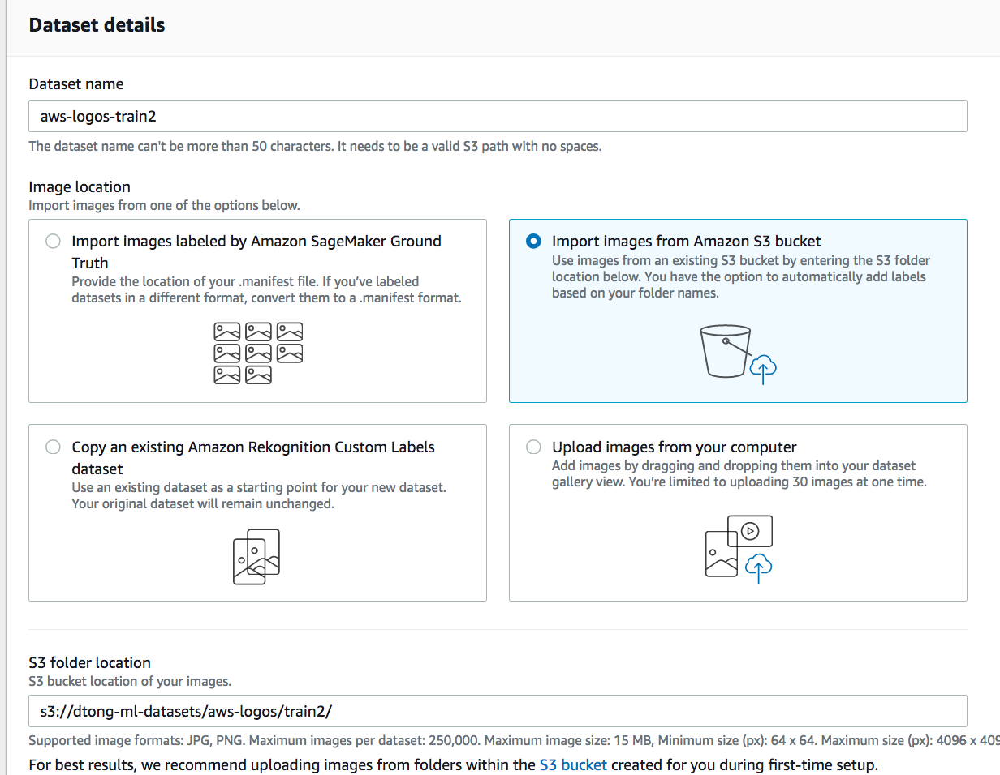 Dataset details
Dataset name
aws-logos-train2
The dataset name can't be more than 50 characters. It needs to be a valid S3 path with no spaces.
Image location
Import images from one of the options below.
Import images labeled by Amazon SageMaker Ground
Truth
Provide the location of your .manifest file. If you’ve labeled
datasets in a different format, convert them to a .manifest format.
Import images from Amazon S3 bucket
Use images from an existing S3 bucket by entering the S3 folder
location below. You have the option to automatically add labels
based on your folder names.
Copy an existing Amazon Rekognition Custom Labels
dataset
Use an existing dataset as a starting point for your new dataset.
Your original dataset will remain unchanged.
Upload images from your computer
Add images by dragging and dropping them into your dataset
gallery view. You’re limited to uploading 30 images at one time.
S3 folder location
S3 bucket location of your images.
s3://dtong-ml-datasets/aws-logos/train2/
Supported image formats: JPG, PNG. Maximum images per dataset: 250,000. Maximum image size: 15 MB, Minimum size (px): 64 x 64. Maximum size (px): 4096 x
For best results, we recommend uploading images from folders within the S3 bucket created for you during first-time setup.